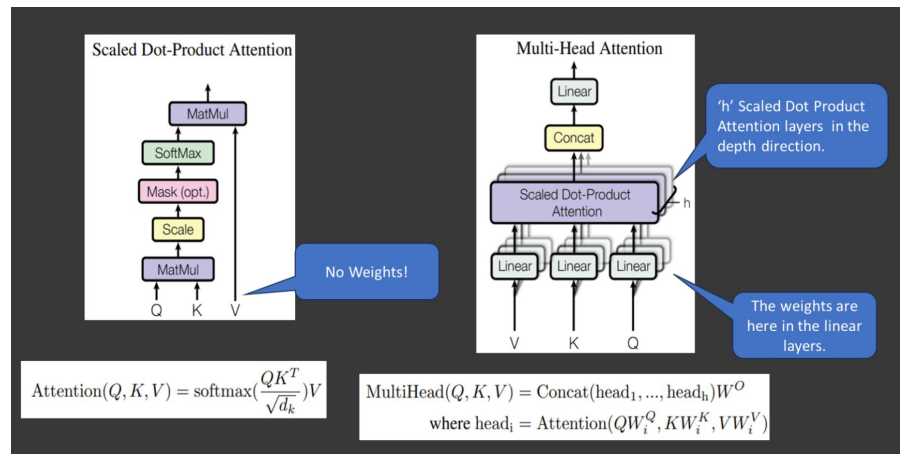 Scaled Dot-Product Attention
MatMul
SoftMax
Mask (opt.)
Scale
MatMul
Q K V
No Weights!
Attention(Q, K, V) = softmax(QK^T/√d_k)V
Multi-Head Attention
Linear
Concat
Scaled Dot-Product
Attention
h
Linear Linear Linear
V K Q
'h' Scaled Dot Product
Attention layers in the
depth direction.
The weights are
here in the linear
layers.
MultiHead(Q, K, V) = Concat(head_1, ..., head_h)W^O
where head_i = Attention(QW_i^Q, KW_i^K, VW_i^V)